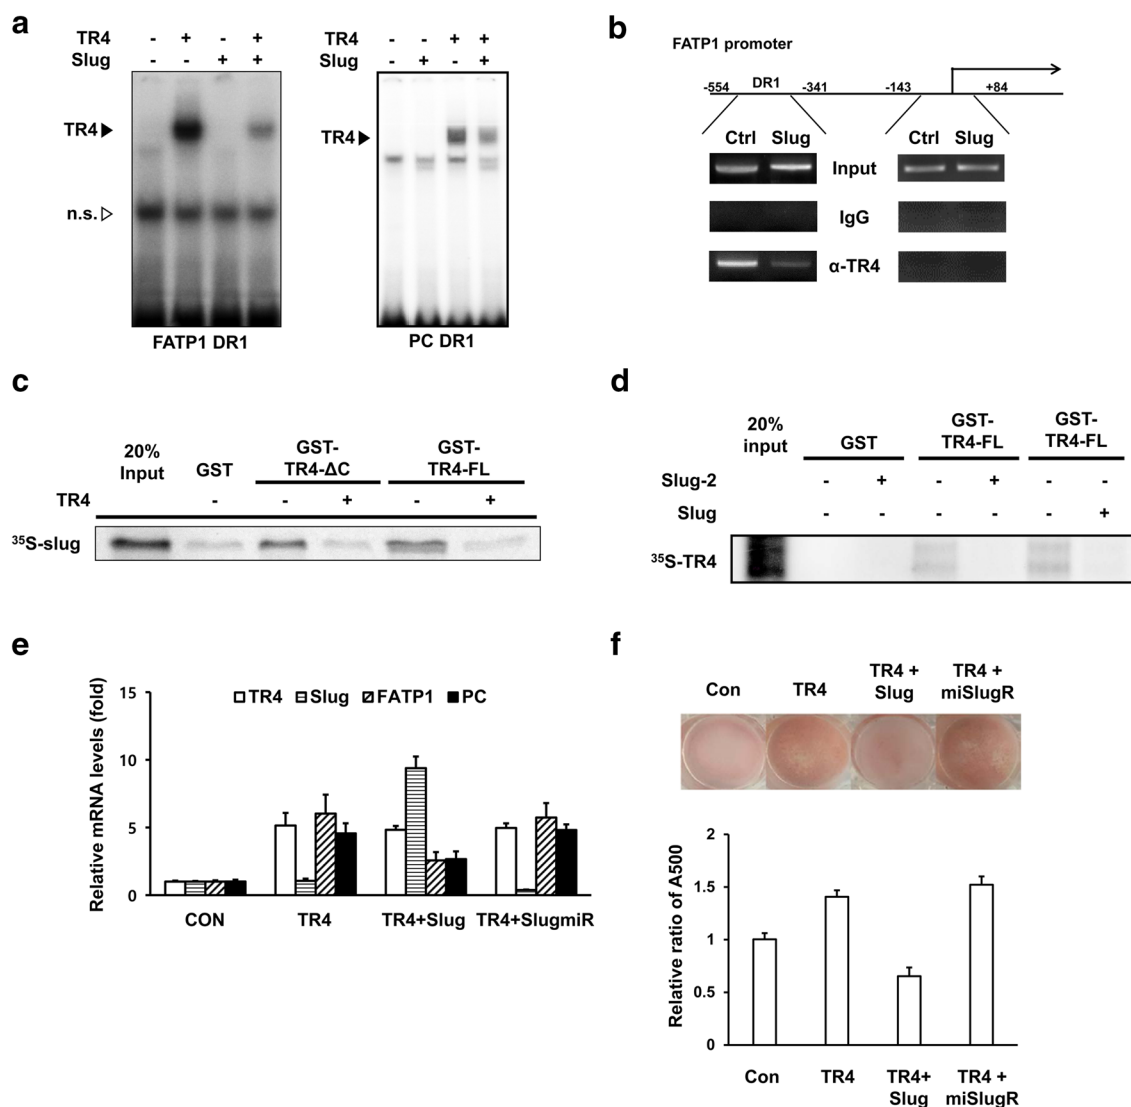 a
TR4 - + - +
Slug - - + +
TR4
n.s.
FATP1 DR1
TR4 - - + +
Slug - + - +
TR4
PC DR1
b
FATP1 promoter
-554 DR1 -341 -143 +84
Ctrl Slug Ctrl Slug
Input
IgG
α-TR4
c
20% Input GST GST-TR4-ΔC GST-TR4-FL
TR4 - - + - +
³⁵S-slug
d
20% input GST GST-TR4-FL GST-TR4-FL
Slug-2 - + - + - -
Slug - - - - - +
³⁵S-TR4
e
Relative mRNA levels (fold)
15
10
5
0
TR4 Slug FATP1 PC
CON TR4 TR4+Slug TR4+SlugmiR
f
Con TR4 TR4 + Slug TR4 + miSlugR
Relative ratio of A500
2
1.5
1
0.5
0
Con TR4 TR4+ Slug TR4 + miSlugR